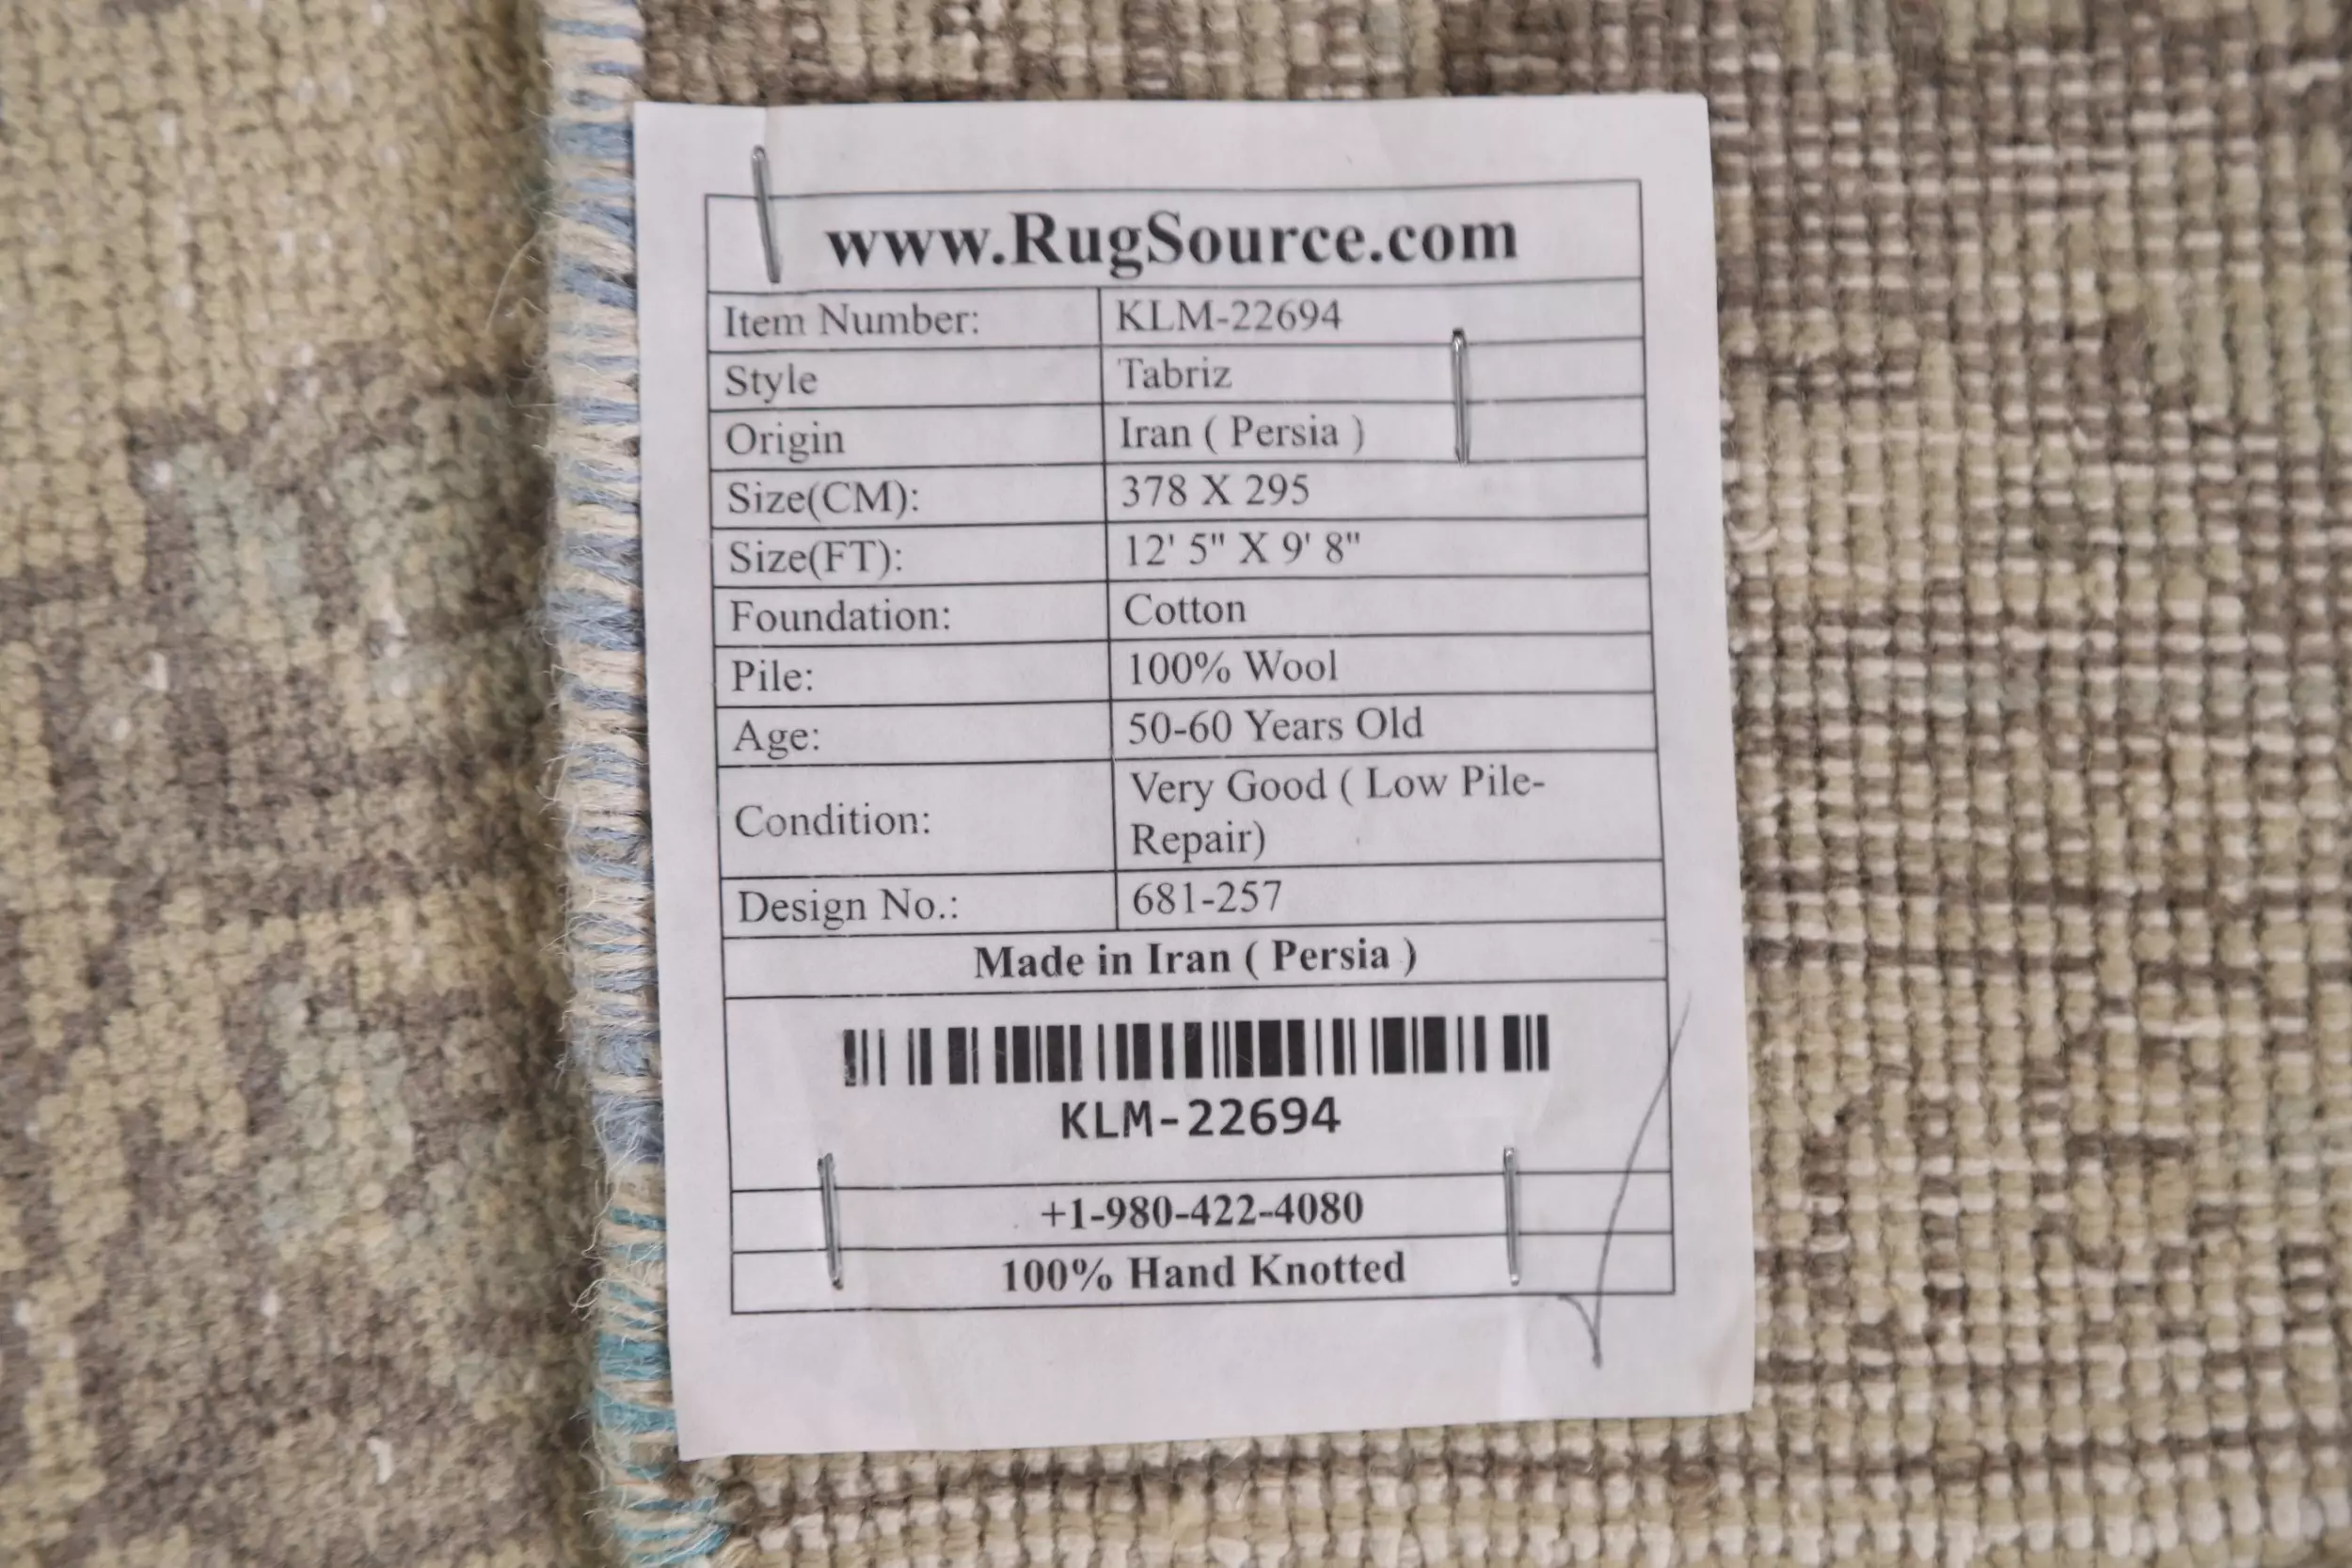 www.RugSource.com
Item Number: KLM-22694
Style Tabriz
Origin Iran ( Persia )
Size(CM): 378 X 295
Size(FT): 12' 5" X 9' 8"
Foundation: Cotton
Pile: 100% Wool
Age: 50-60 Years Old
Condition: Very Good ( Low Pile-
Repair)
Design No.: 681-257
Made in Iran ( Persia )
KLM-22694
+1-980-422-4080
100% Hand Knotted